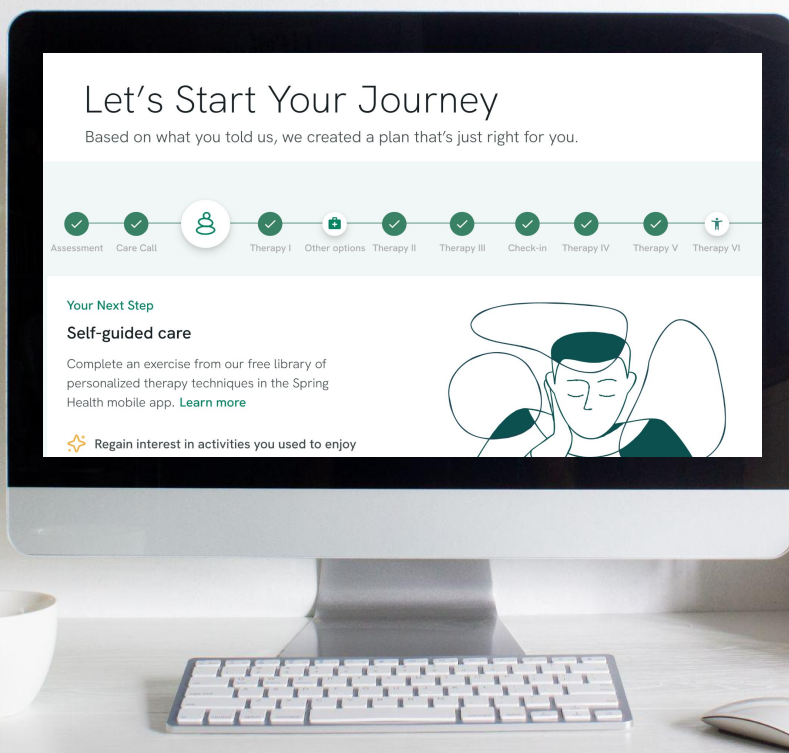 Let's Start Your Journey
Based on what you told us, we created a plan that's just right for you.
Assessment Care Call Therapy I Other options Therapy II Therapy III Check-in Therapy IV Therapy V Therapy VI
Your Next Step
Self-guided care
Complete an exercise from our free library of
personalized therapy techniques in the Spring
Health mobile app. Learn more
Regain interest in activities you used to enjoy